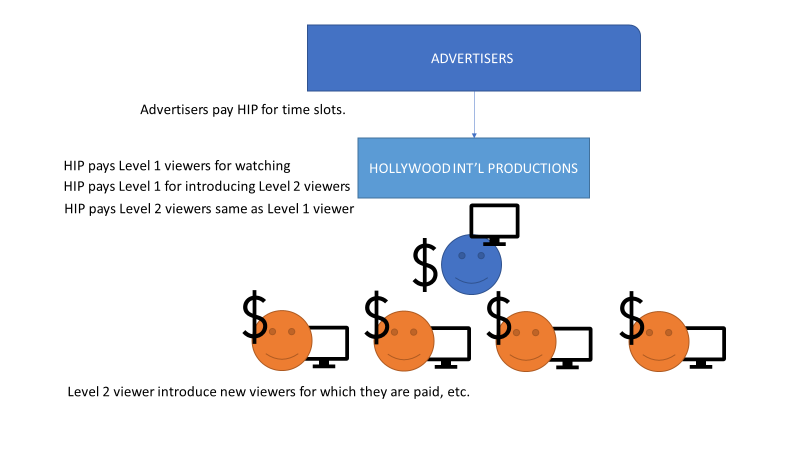 ADVERTISERS
Advertisers pay HIP for time slots.
HOLLYWOOD INT'L PRODUCTIONS
HIP pays Level 1 viewers for watching
HIP pays Level 1 for introducing Level 2 viewers
HIP pays Level 2 viewers same as Level 1 viewer
$
$ $ $ $
Level 2 viewer introduce new viewers for which they are paid, etc.